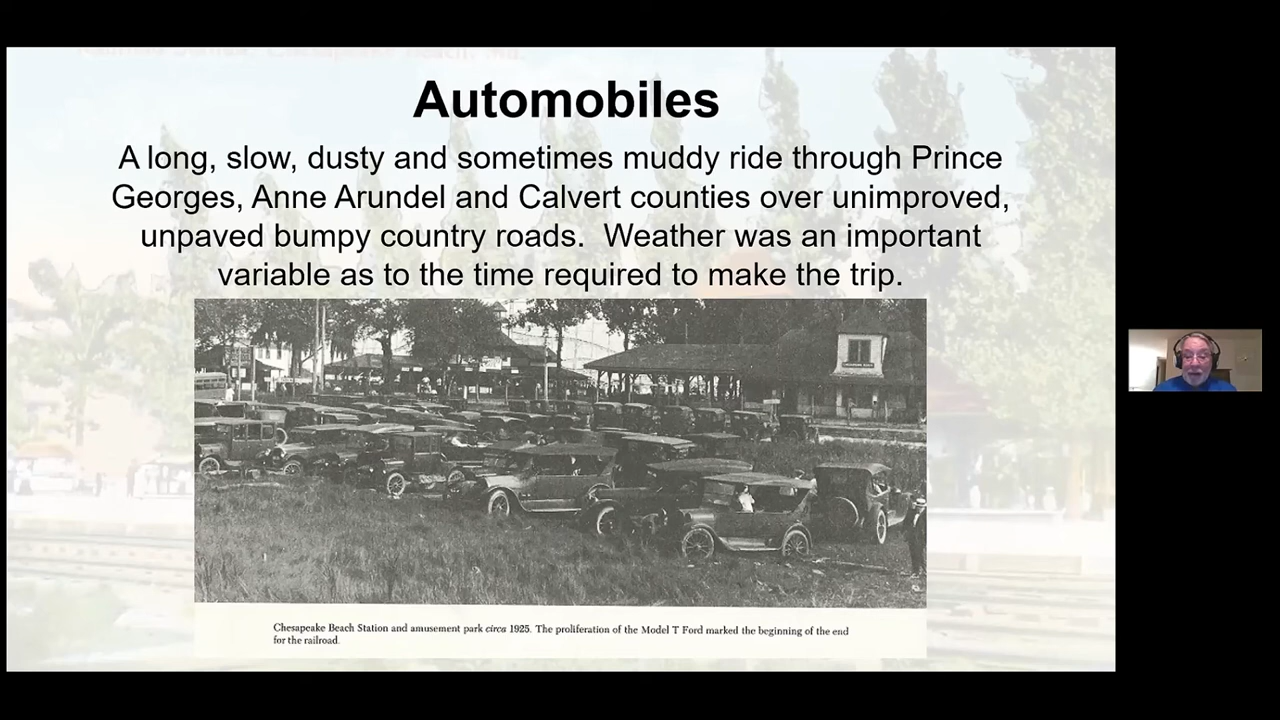 Automobiles
A long, slow, dusty and sometimes muddy ride through Prince
Georges, Anne Arundel and Calvert counties over unimproved,
unpaved bumpy country roads.  Weather was an important
variable as to the time required to make the trip.
Chesapeake Beach Station and amusement park circa 1925. The proliferation of the Model T Ford marked the beginning of the end
for the railroad.